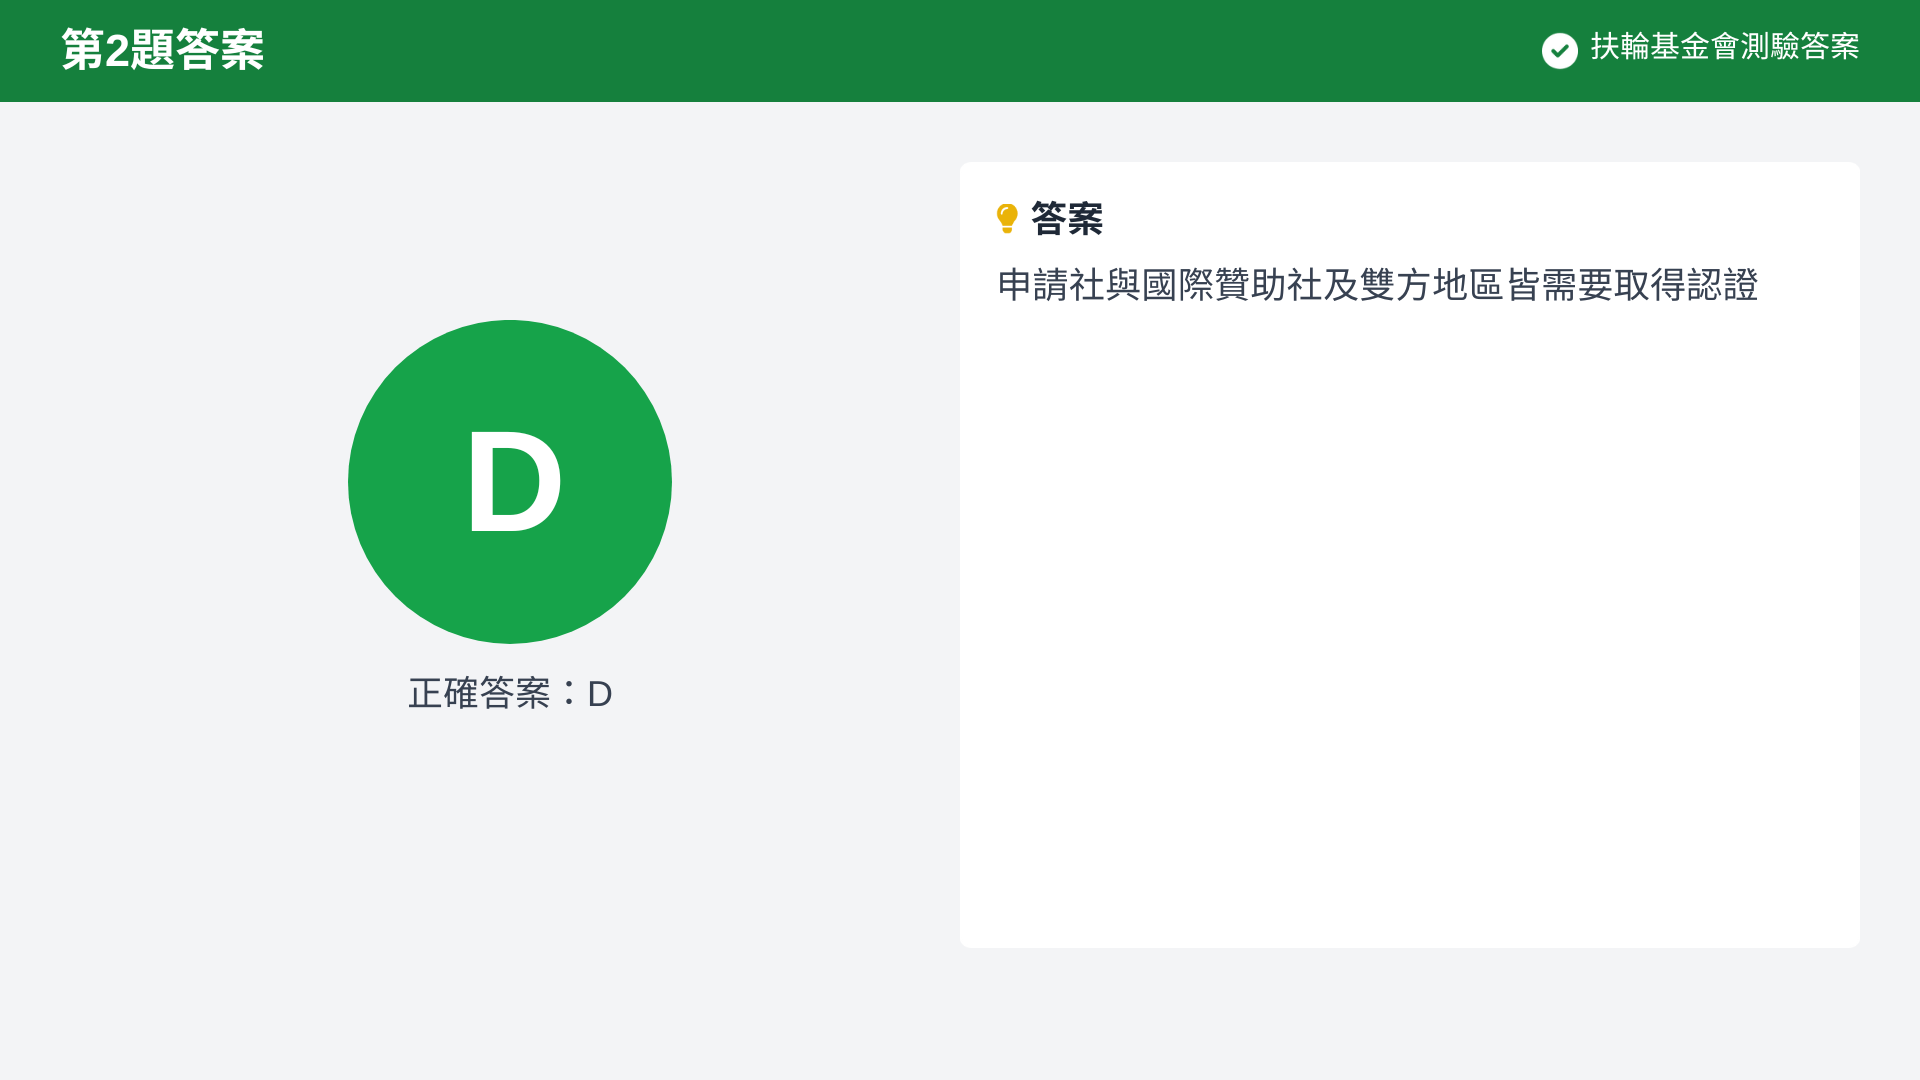 第2題答案
扶輪基金會測驗答案
D
正確答案：D
答案
申請社與國際贊助社及雙方地區皆需要取得認證